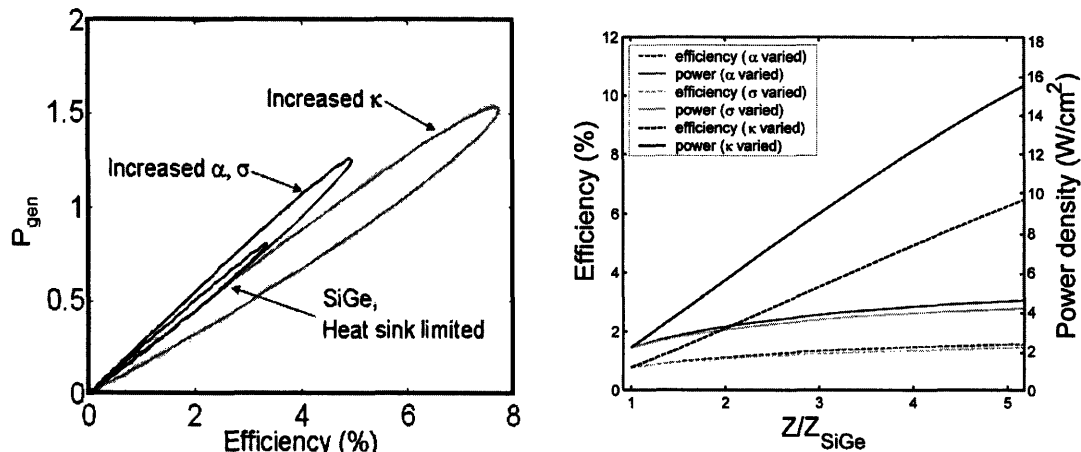 2
1.5
1
0.5
0
P_gen
Increased κ
Increased α, σ
SiGe,
Heat sink limited
0 2 4 6 8
Efficiency (%)
12
10
8
6
4
2
0
Efficiency (%)
efficiency (α varied)
power (α varied)
efficiency (σ varied)
power (σ varied)
efficiency (κ varied)
power (κ varied)
18
16
14
12
10
8
6
4
2
0
Power density (W/cm²)
1 2 3 4 5
Z/Z_SiGe